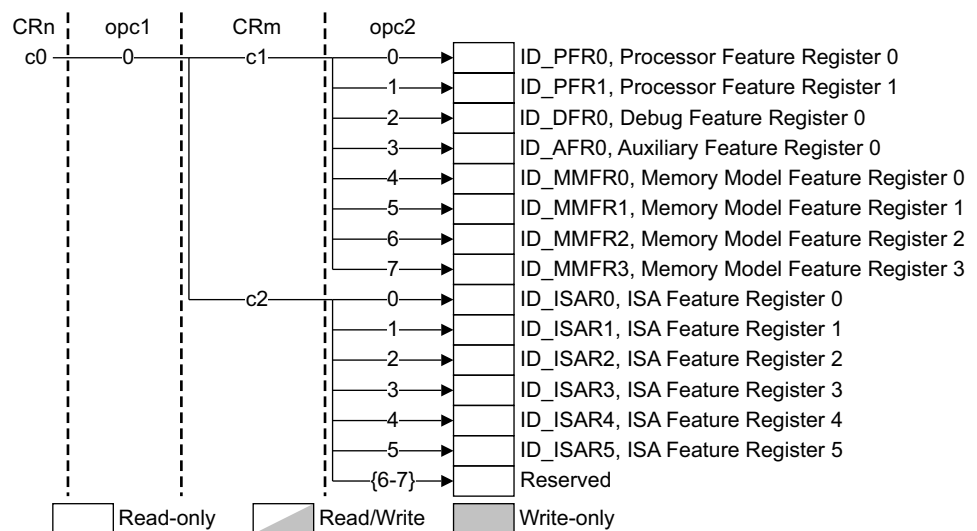 CRn opc1 CRm opc2
c0 0 c1 0 ID_PFR0, Processor Feature Register 0
1 ID_PFR1, Processor Feature Register 1
2 ID_DFR0, Debug Feature Register 0
3 ID_AFR0, Auxiliary Feature Register 0
4 ID_MMFR0, Memory Model Feature Register 0
5 ID_MMFR1, Memory Model Feature Register 1
6 ID_MMFR2, Memory Model Feature Register 2
7 ID_MMFR3, Memory Model Feature Register 3
c2 0 ID_ISAR0, ISA Feature Register 0
1 ID_ISAR1, ISA Feature Register 1
2 ID_ISAR2, ISA Feature Register 2
3 ID_ISAR3, ISA Feature Register 3
4 ID_ISAR4, ISA Feature Register 4
5 ID_ISAR5, ISA Feature Register 5
{6-7} Reserved
Read-only Read/Write Write-only